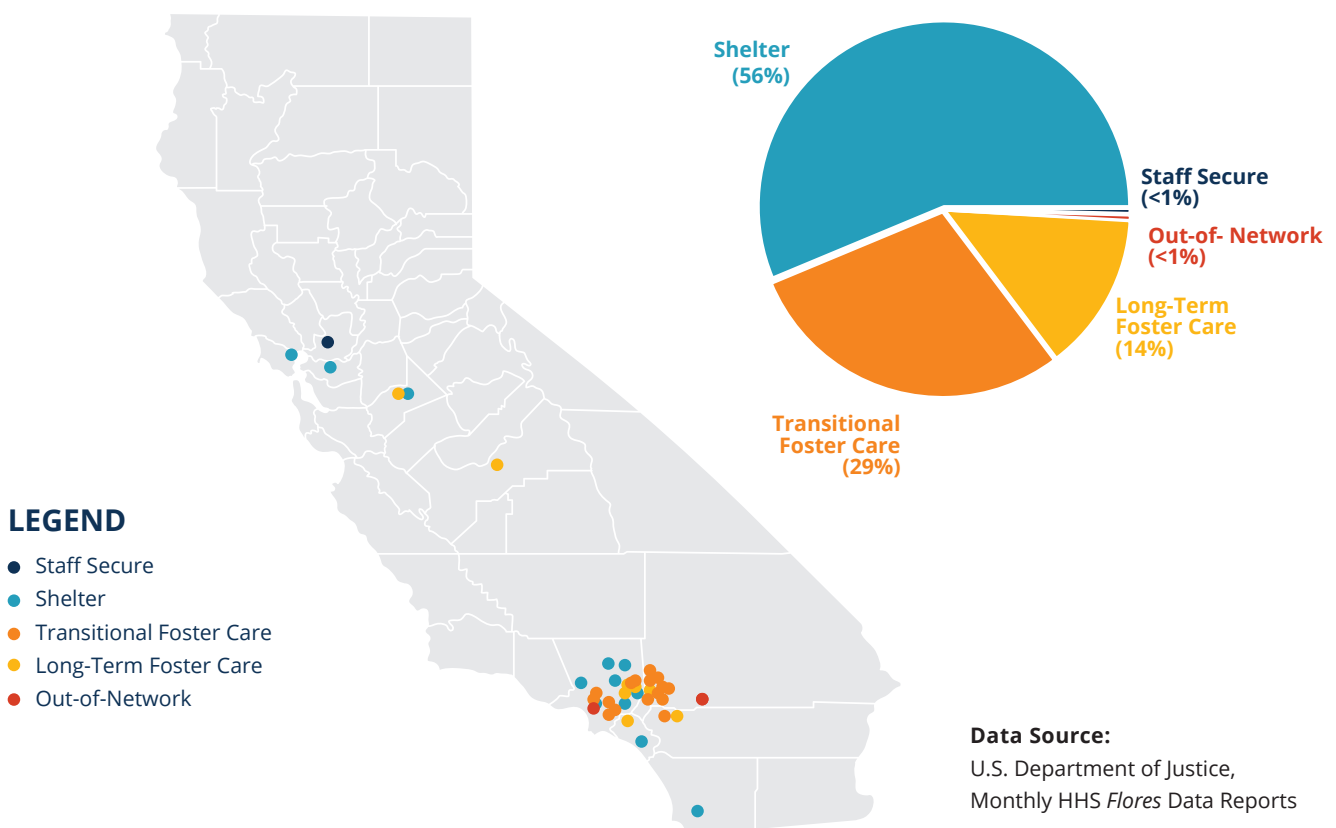 Shelter
(56%)
Staff Secure
(<1%)
Out-of- Network
(<1%)
Long-Term
Foster Care
(14%)
Transitional
Foster Care
(29%)
LEGEND
Staff Secure
Shelter
Transitional Foster Care
Long-Term Foster Care
Out-of-Network
Data Source:
U.S. Department of Justice,
Monthly HHS Flores Data Reports